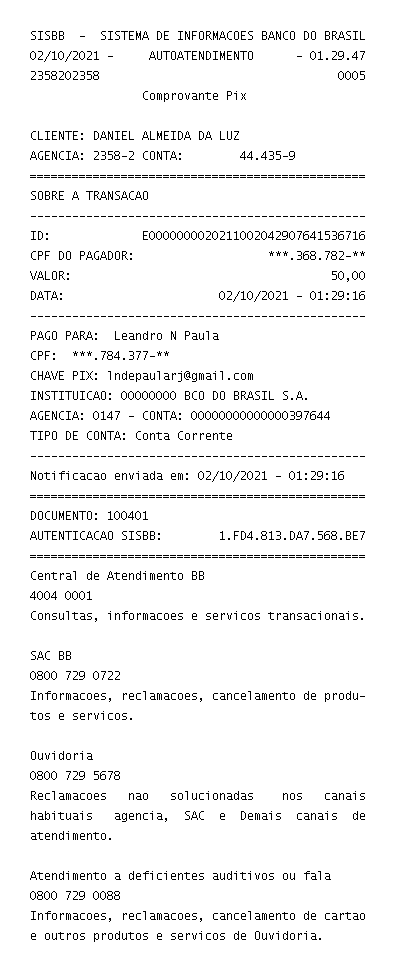 SISBB - SISTEMA DE INFORMACOES BANCO DO BRASIL
02/10/2021 - AUTOATENDIMENTO - 01.29.47
2358202358 0005
Comprovante Pix
CLIENTE: DANIEL ALMEIDA DA LUZ
AGENCIA: 2358-2 CONTA: 44.435-9
================================================
SOBRE A TRANSACAO
------------------------------------------------
ID: E0000000020211002042907641536716
CPF DO PAGADOR: ***.368.782-**
VALOR: 50,00
DATA: 02/10/2021 - 01:29:16
------------------------------------------------
PAGO PARA: Leandro N Paula
CPF: ***.784.377-**
CHAVE PIX: lndepaularj@gmail.com
INSTITUICAO: 00000000 BCO DO BRASIL S.A.
AGENCIA: 0147 - CONTA: 00000000000000397644
TIPO DE CONTA: Conta Corrente
------------------------------------------------
Notificacao enviada em: 02/10/2021 - 01:29:16
================================================
DOCUMENTO: 100401
AUTENTICACAO SISBB: 1.FD4.813.DA7.568.BE7
================================================
Central de Atendimento BB
4004 0001
Consultas, informacoes e servicos transacionais.
SAC BB
0800 729 0722
Informacoes, reclamacoes, cancelamento de produ-
tos e servicos.
Ouvidoria
0800 729 5678
Reclamacoes nao solucionadas nos canais
habituais agencia, SAC e Demais canais de
atendimento.
Atendimento a deficientes auditivos ou fala
0800 729 0088
Informacoes, reclamacoes, cancelamento de cartao
e outros produtos e servicos de Ouvidoria.